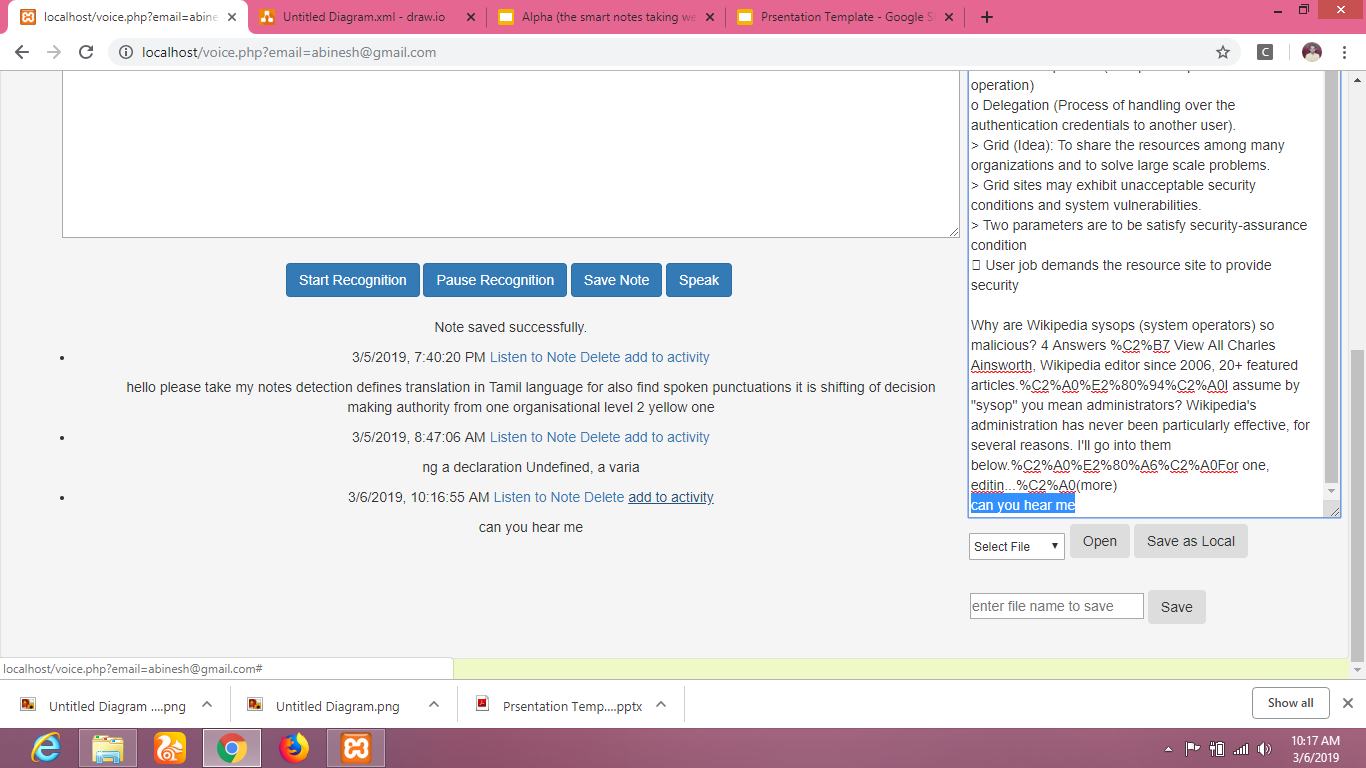 localhost/voice.php?email=abine
Untitled Diagram.xml - draw.io
Alpha (the smart notes taking we
Prsentation Template - Google S
localhost/voice.php?email=abinesh@gmail.com
C
operation)
o Delegation (Process of handling over the
authentication credentials to another user).
> Grid (Idea): To share the resources among many
organizations and to solve large scale problems.
> Grid sites may exhibit unacceptable security
conditions and system vulnerabilities.
> Two parameters are to be satisfy security-assurance
condition
User job demands the resource site to provide
security
Why are Wikipedia sysops (system operators) so
malicious? 4 Answers %C2%B7 View All Charles
Ainsworth, Wikipedia editor since 2006, 20+ featured
articles.%C2%A0%E2%80%94%C2%A0I assume by
"sysop" you mean administrators? Wikipedia's
administration has never been particularly effective, for
several reasons. I'll go into them
below.%C2%A0%E2%80%A6%C2%A0For one,
editin...%C2%A0(more)
can you hear me
Start Recognition
Pause Recognition
Save Note
Speak
Note saved successfully.
3/5/2019, 7:40:20 PM Listen to Note Delete add to activity
hello please take my notes detection defines translation in Tamil language for also find spoken punctuations it is shifting of decision
making authority from one organisational level 2 yellow one
3/5/2019, 8:47:06 AM Listen to Note Delete add to activity
ng a declaration Undefined, a varia
3/6/2019, 10:16:55 AM Listen to Note Delete add to activity
can you hear me
Select File
Open
Save as Local
enter file name to save
Save
localhost/voice.php?email=abinesh@gmail.com#
Untitled Diagram ....png
Untitled Diagram.png
Prsentation Temp....pptx
Show all
10:17 AM
3/6/2019